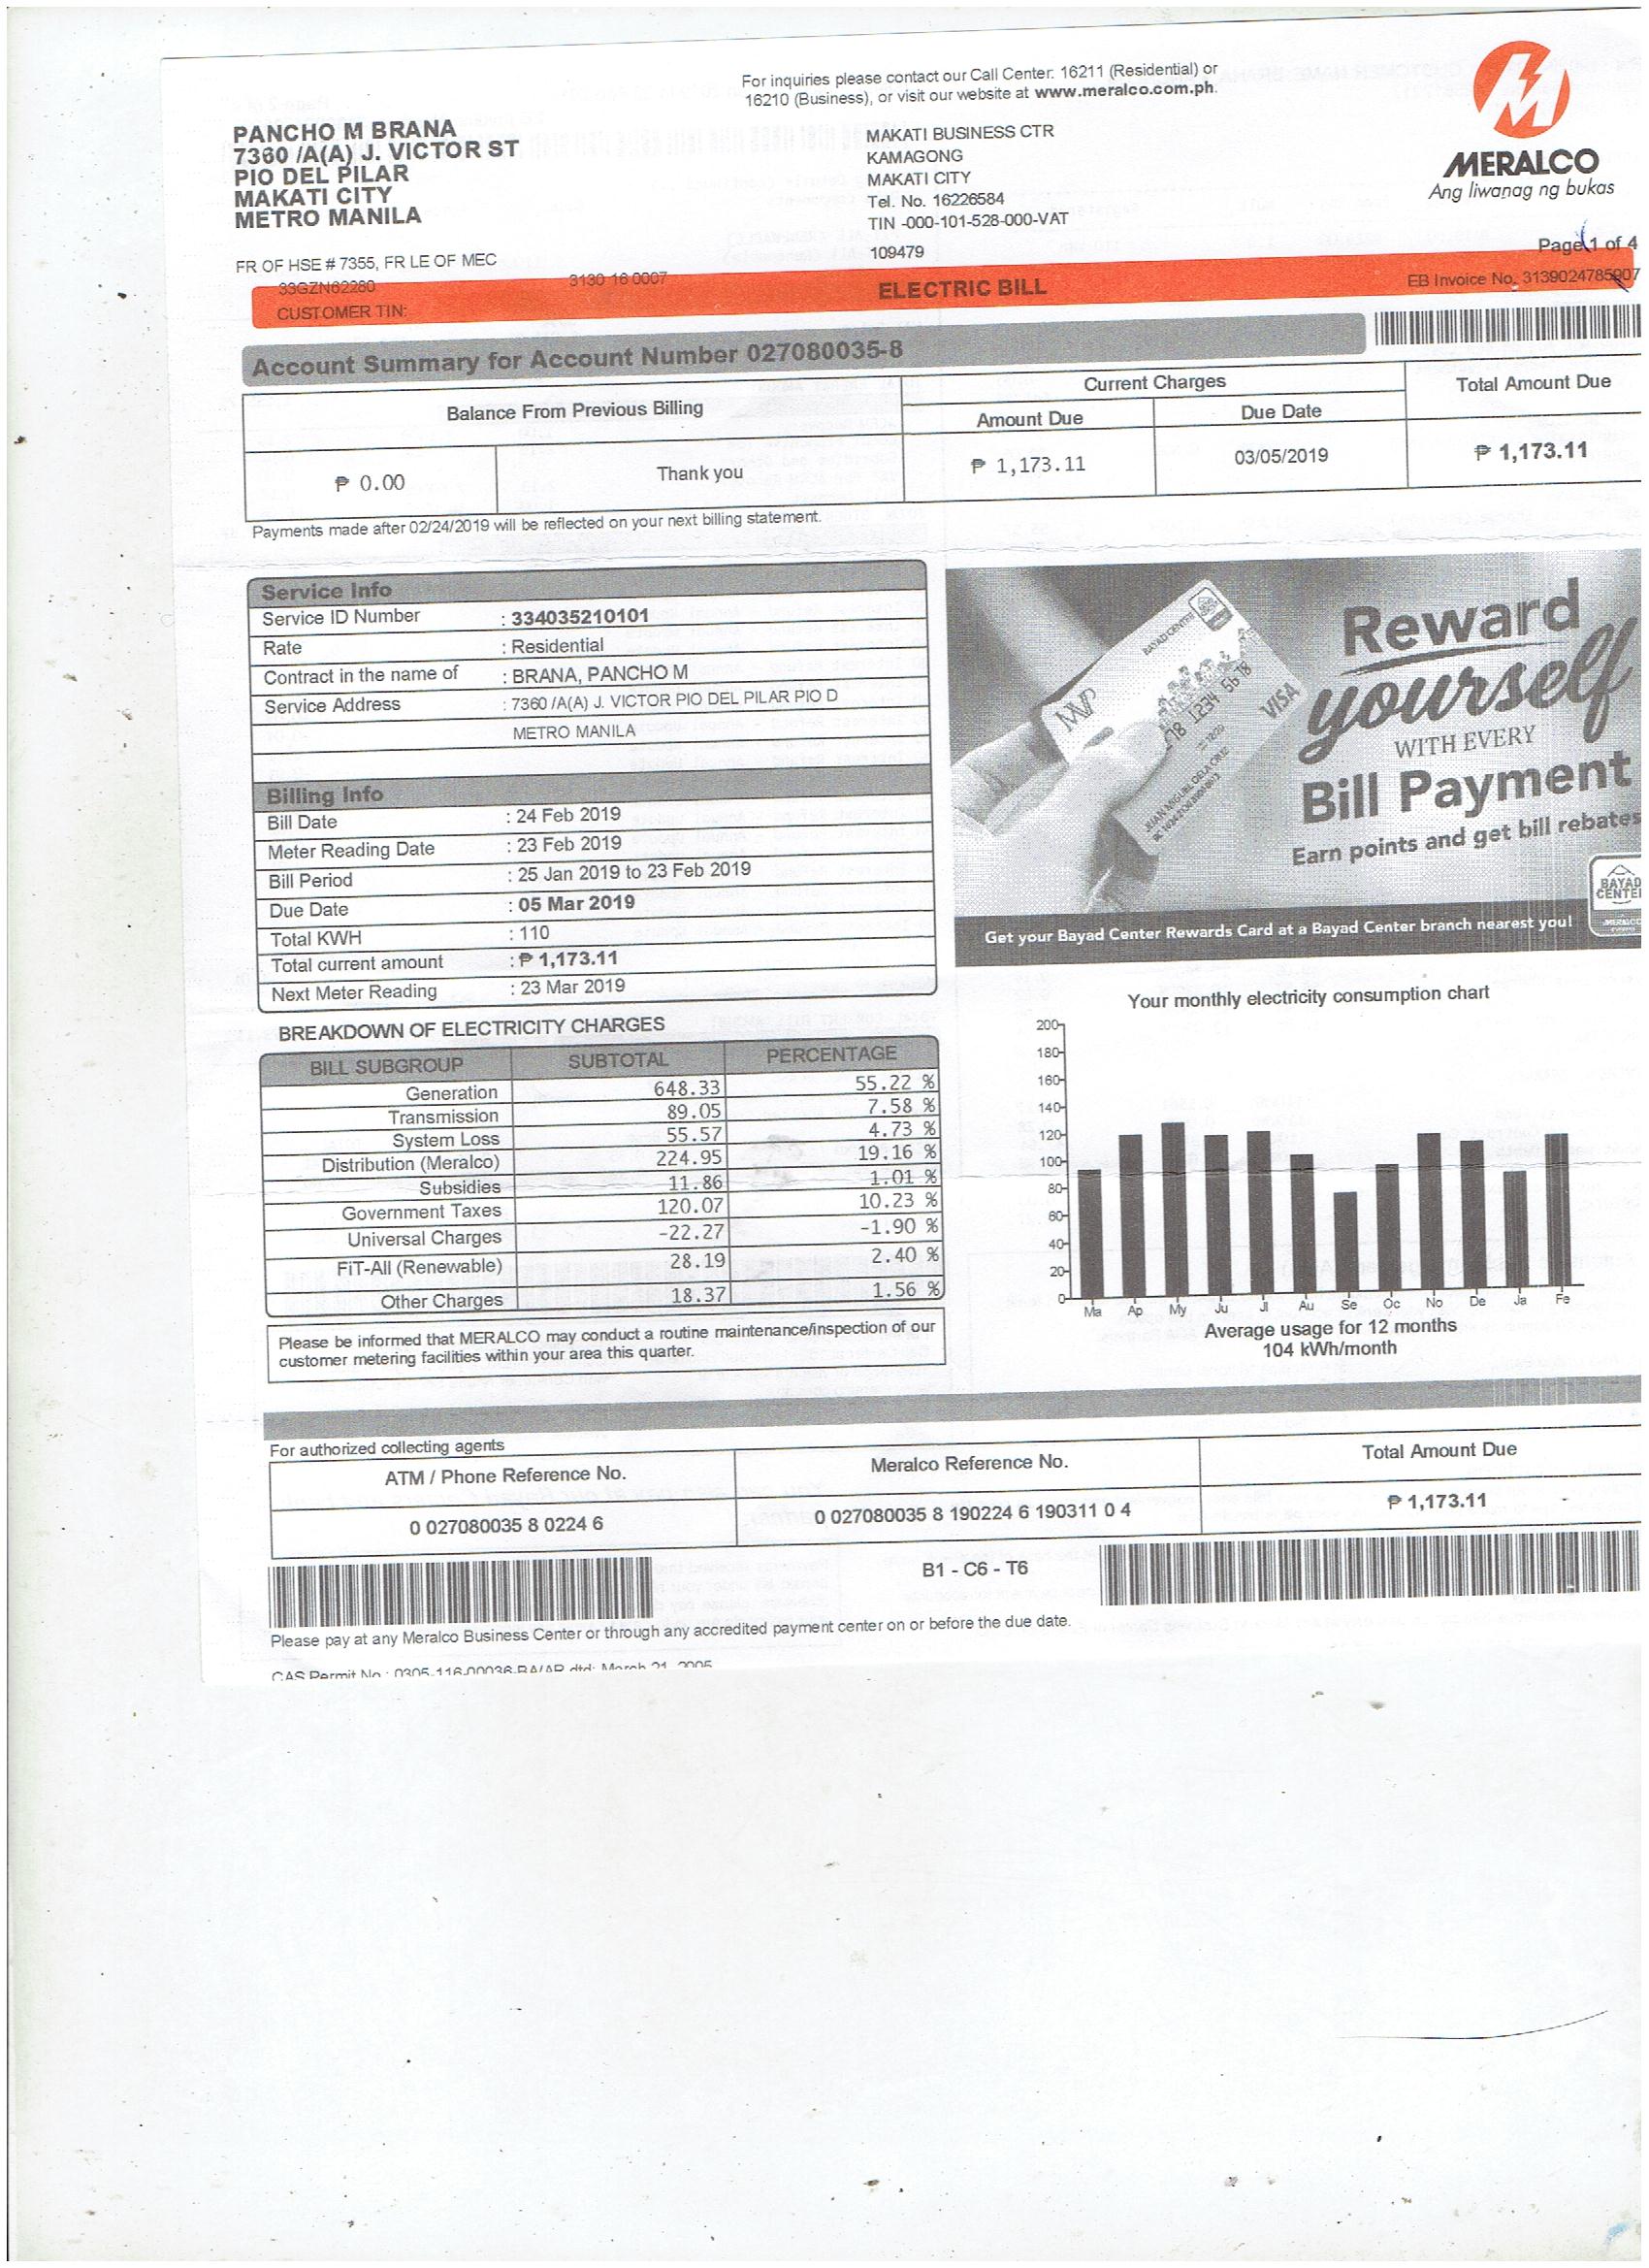 For inquiries please contact our Call Center: 16211 (Residential) or
16210 (Business), or visit our website at www.meralco.com.ph.
MERALCO
Ang liwanag ng bukas
PANCHO M BRANA
7360 /A(A) J. VICTOR ST
PIO DEL PILAR
MAKATI CITY
METRO MANILA
MAKATI BUSINESS CTR
KAMAGONG
MAKATI CITY
Tel. No. 16226584
TIN -000-101-528-000-VAT
109479
Page 1 of 4
FR OF HSE # 7355, FR LE OF MEC
33GZN62280 3130 16 0007
ELECTRIC BILL
EB Invoice No. 3139024785907
CUSTOMER TIN:
Account Summary for Account Number 027080035-8
Balance From Previous Billing Current Charges Total Amount Due
Amount Due Due Date
₱ 0.00 Thank you ₱ 1,173.11 03/05/2019 ₱ 1,173.11
Payments made after 02/24/2019 will be reflected on your next billing statement.
Service Info
Service ID Number : 334035210101
Rate : Residential
Contract in the name of : BRANA, PANCHO M
Service Address : 7360 /A(A) J. VICTOR PIO DEL PILAR PIO D
METRO MANILA
Billing Info
Bill Date : 24 Feb 2019
Meter Reading Date : 23 Feb 2019
Bill Period : 25 Jan 2019 to 23 Feb 2019
Due Date : 05 Mar 2019
Total KWH : 110
Total current amount : ₱ 1,173.11
Next Meter Reading : 23 Mar 2019
BAYAD CENTER
MVP
VISA
JUAN MIGUEL DELA CRUZ
Reward
yourself
WITH EVERY
Bill Payment
Earn points and get bill rebates
BAYAD
Get your Bayad Center Rewards Card at a Bayad Center branch nearest you!
BREAKDOWN OF ELECTRICITY CHARGES
BILL SUBGROUP SUBTOTAL PERCENTAGE
Generation 648.33 55.22 %
Transmission 89.05 7.58 %
System Loss 55.57 4.73 %
Distribution (Meralco) 224.95 19.16 %
Subsidies 11.86 1.01 %
Government Taxes 120.07 10.23 %
Universal Charges -22.27 -1.90 %
FiT-All (Renewable) 28.19 2.40 %
Other Charges 18.37 1.56 %
Please be informed that MERALCO may conduct a routine maintenance/inspection of our
customer metering facilities within your area this quarter.
Your monthly electricity consumption chart
200
180
160
140
120
100
80
60
40
20
0
Ma Ap My Ju Jl Au Se Oc No De Ja Fe
Average usage for 12 months
104 kWh/month
For authorized collecting agents
ATM / Phone Reference No. Meralco Reference No. Total Amount Due
0 027080035 8 0224 6 0 027080035 8 190224 6 190311 0 4 ₱ 1,173.11
B1 - C6 - T6
Please pay at any Meralco Business Center or through any accredited payment center on or before the due date.
CAS Permit No.: 0305-116-00036-BA/AR dtd: March 21, 2005